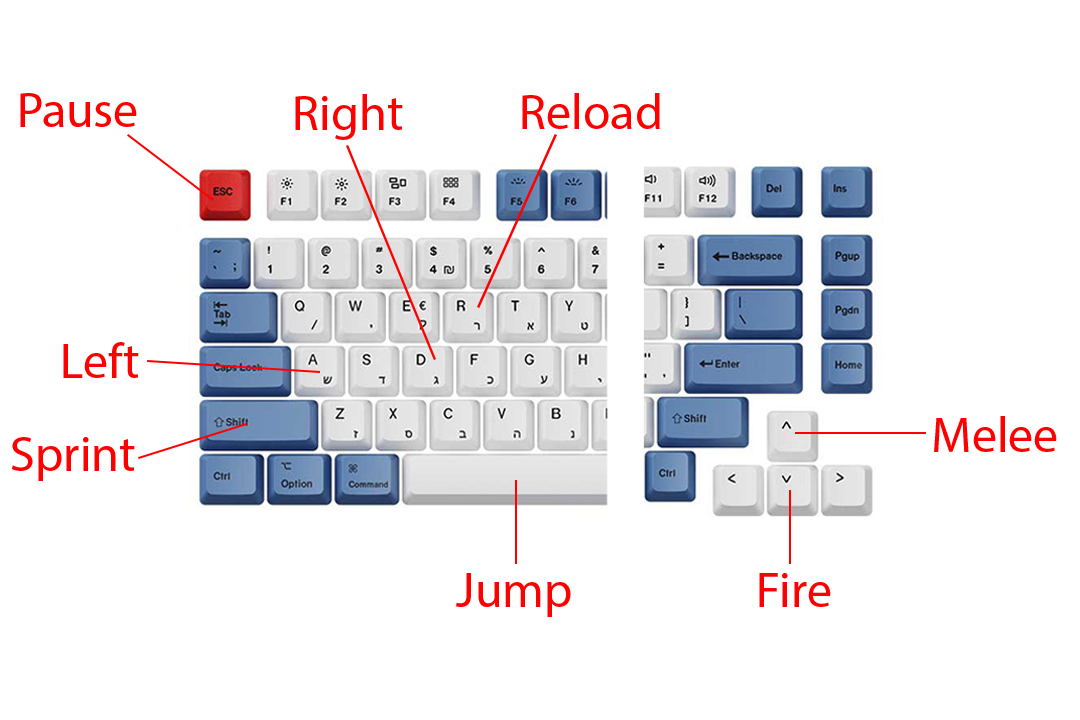 Pause
Right
Reload
ESC
F1
F2
F3
F4
F5
F6
F11
F12
Del
Ins
~ ` ;
! 1
@ 2
# 3
$ 4 ₪
% 5
^ 6
& 7
+ =
Backspace
Pgup
Tab
Q /
W '
E € ק
R ר
T א
Y ט
} ]
| \
Pgdn
Left
Caps Lock
A ש
S ד
D ג
F כ
G ע
H י
" ' ,
Enter
Home
Sprint
Shift
Z ז
X ס
C ב
V ה
B נ
Shift
^
Melee
Ctrl
Option
Command
Ctrl
<
v
>
Jump
Fire